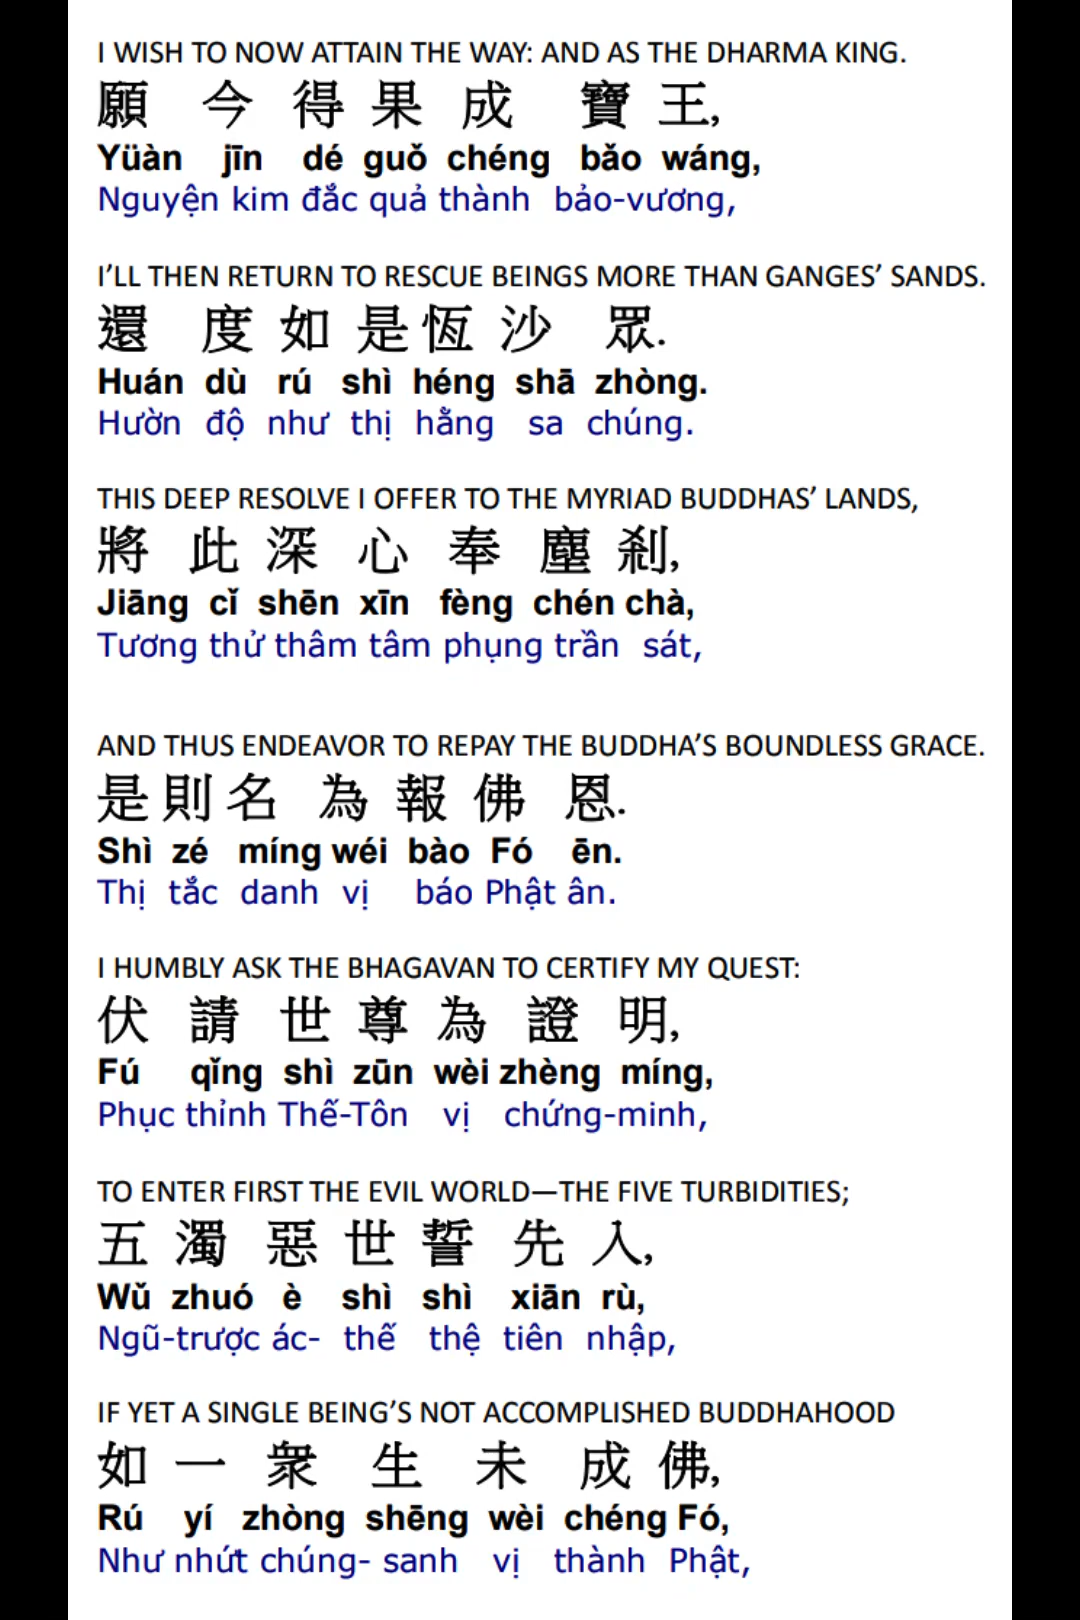 I WISH TO NOW ATTAIN THE WAY: AND AS THE DHARMA KING.
願 今 得 果 成 寶 王,
Yüàn jīn dé guǒ chéng bǎo wáng,
Nguyện kim đắc quả thành bảo-vương,
I’LL THEN RETURN TO RESCUE BEINGS MORE THAN GANGES’ SANDS.
還 度 如 是 恆 沙 眾.
Huán dù rú shì héng shā zhòng.
Hườn độ như thị hằng sa chúng.
THIS DEEP RESOLVE I OFFER TO THE MYRIAD BUDDHAS’ LANDS,
將 此 深 心 奉 塵 剎,
Jiāng cǐ shēn xīn fèng chén chà,
Tương thử thâm tâm phụng trần sát,
AND THUS ENDEAVOR TO REPAY THE BUDDHA’S BOUNDLESS GRACE.
是 則 名 為 報 佛 恩.
Shì zé míng wéi bào Fó ēn.
Thị tắc danh vị báo Phật ân.
I HUMBLY ASK THE BHAGAVAN TO CERTIFY MY QUEST:
伏 請 世 尊 為 證 明,
Fú qǐng shì zūn wèi zhèng míng,
Phục thỉnh Thế-Tôn vị chứng-minh,
TO ENTER FIRST THE EVIL WORLD—THE FIVE TURBIDITIES;
五 濁 惡 世 誓 先 入,
Wǔ zhuó è shì shì xiān rù,
Ngũ-trược ác- thế thệ tiên nhập,
IF YET A SINGLE BEING’S NOT ACCOMPLISHED BUDDHAHOOD
如 一 衆 生 未 成 佛,
Rú yí zhòng shēng wèi chéng Fó,
Như nhứt chúng- sanh vị thành Phật,